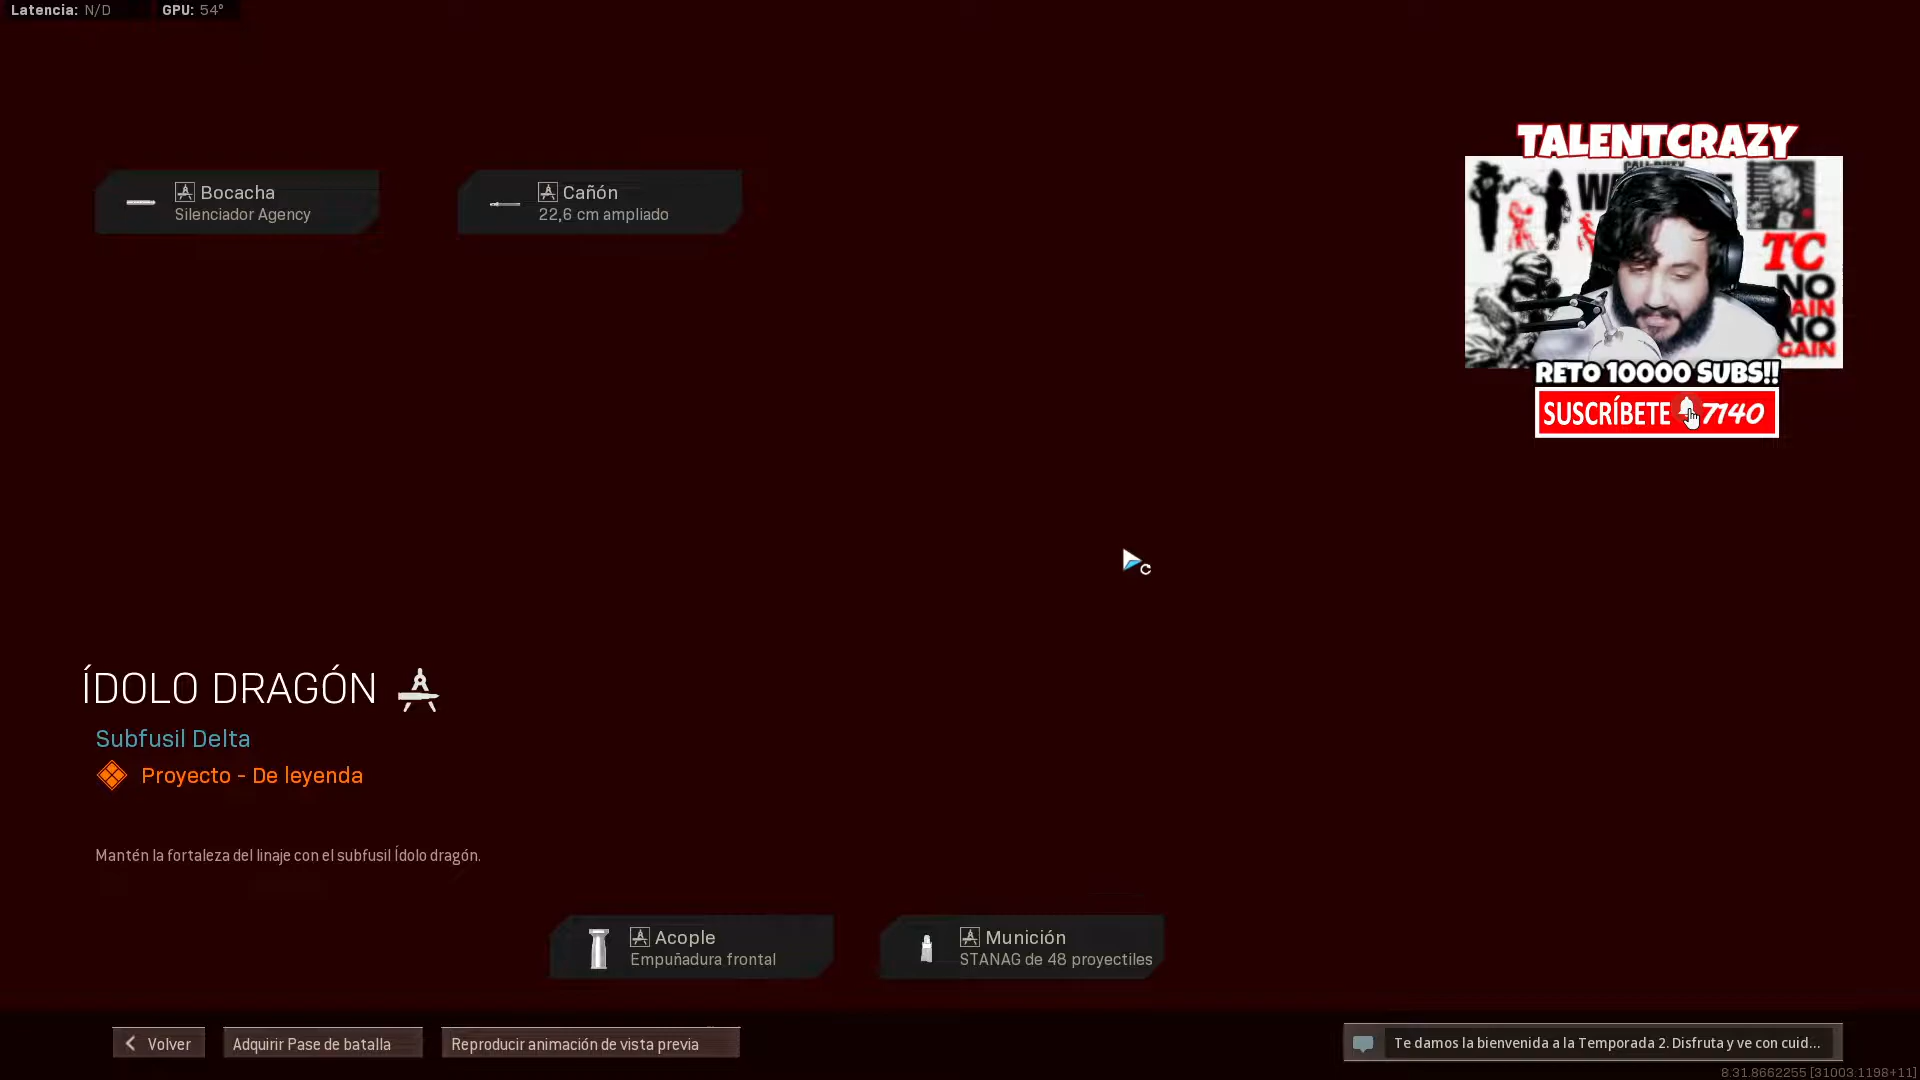 Latencia: N/D GPU: 54°
TALENTCRAZY
TC
NO
GAIN
NO
GAIN
RETO 10000 SUBS!!
SUSCRÍBETE 7140
Bocacha
Silenciador Agency
Cañón
22,6 cm ampliado
ÍDOLO DRAGÓN
Subfusil Delta
Proyecto - De leyenda
Mantén la fortaleza del linaje con el subfusil Ídolo dragón.
Acople
Empuñadura frontal
Munición
STANAG de 48 proyectiles
Volver
Adquirir Pase de batalla
Reproducir animación de vista previa
Te damos la bienvenida a la Temporada 2. Disfruta y ve con cuid...
8.31.8662255 [31003.1198+11]